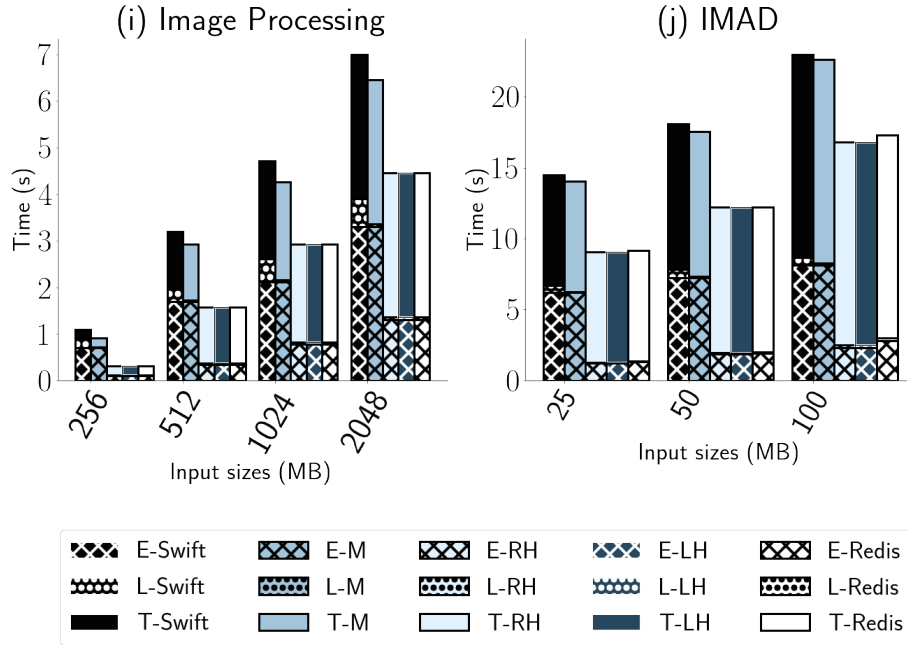 (i) Image Processing
(j) IMAD
Time (s)
7
6
5
4
3
2
1
0
256
512
1024
2048
Input sizes (MB)
Time (s)
20
15
10
5
0
25
50
100
Input sizes (MB)
E-Swift E-M E-RH E-LH E-Redis
L-Swift L-M L-RH L-LH L-Redis
T-Swift T-M T-RH T-LH T-Redis